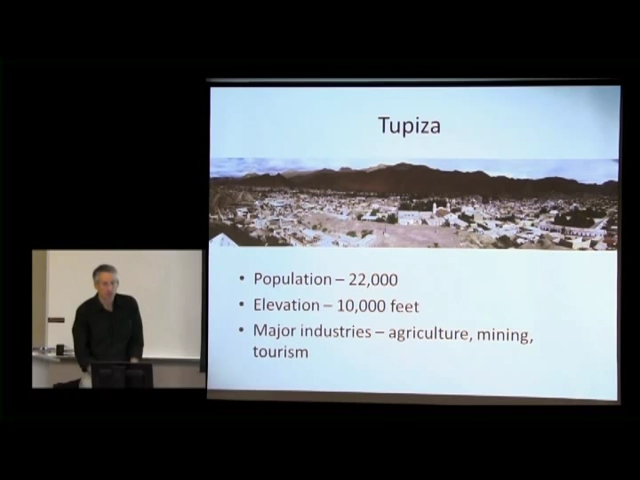 Tupiza
• Population – 22,000
• Elevation – 10,000 feet
• Major industries – agriculture, mining,
tourism